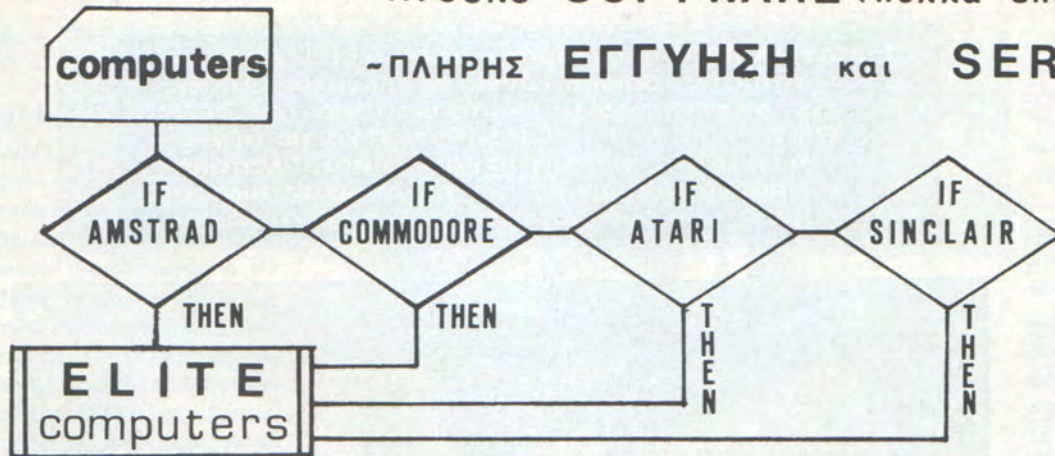 SOFTWARE
computers
~ΠΛΗΡΗΣ ΕΓΓΥΗΣΗ και SER
IF AMSTRAD
IF COMMODORE
IF ATARI
IF SINCLAIR
THEN
THEN
THEN
THEN
ELITE
computers